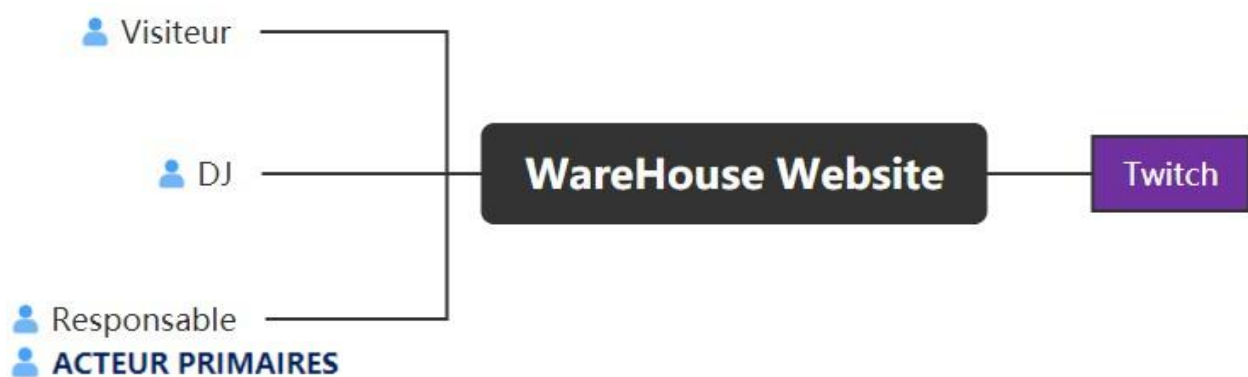 Visiteur
DJ
WareHouse Website
Twitch
Responsable
ACTEUR PRIMAIRES